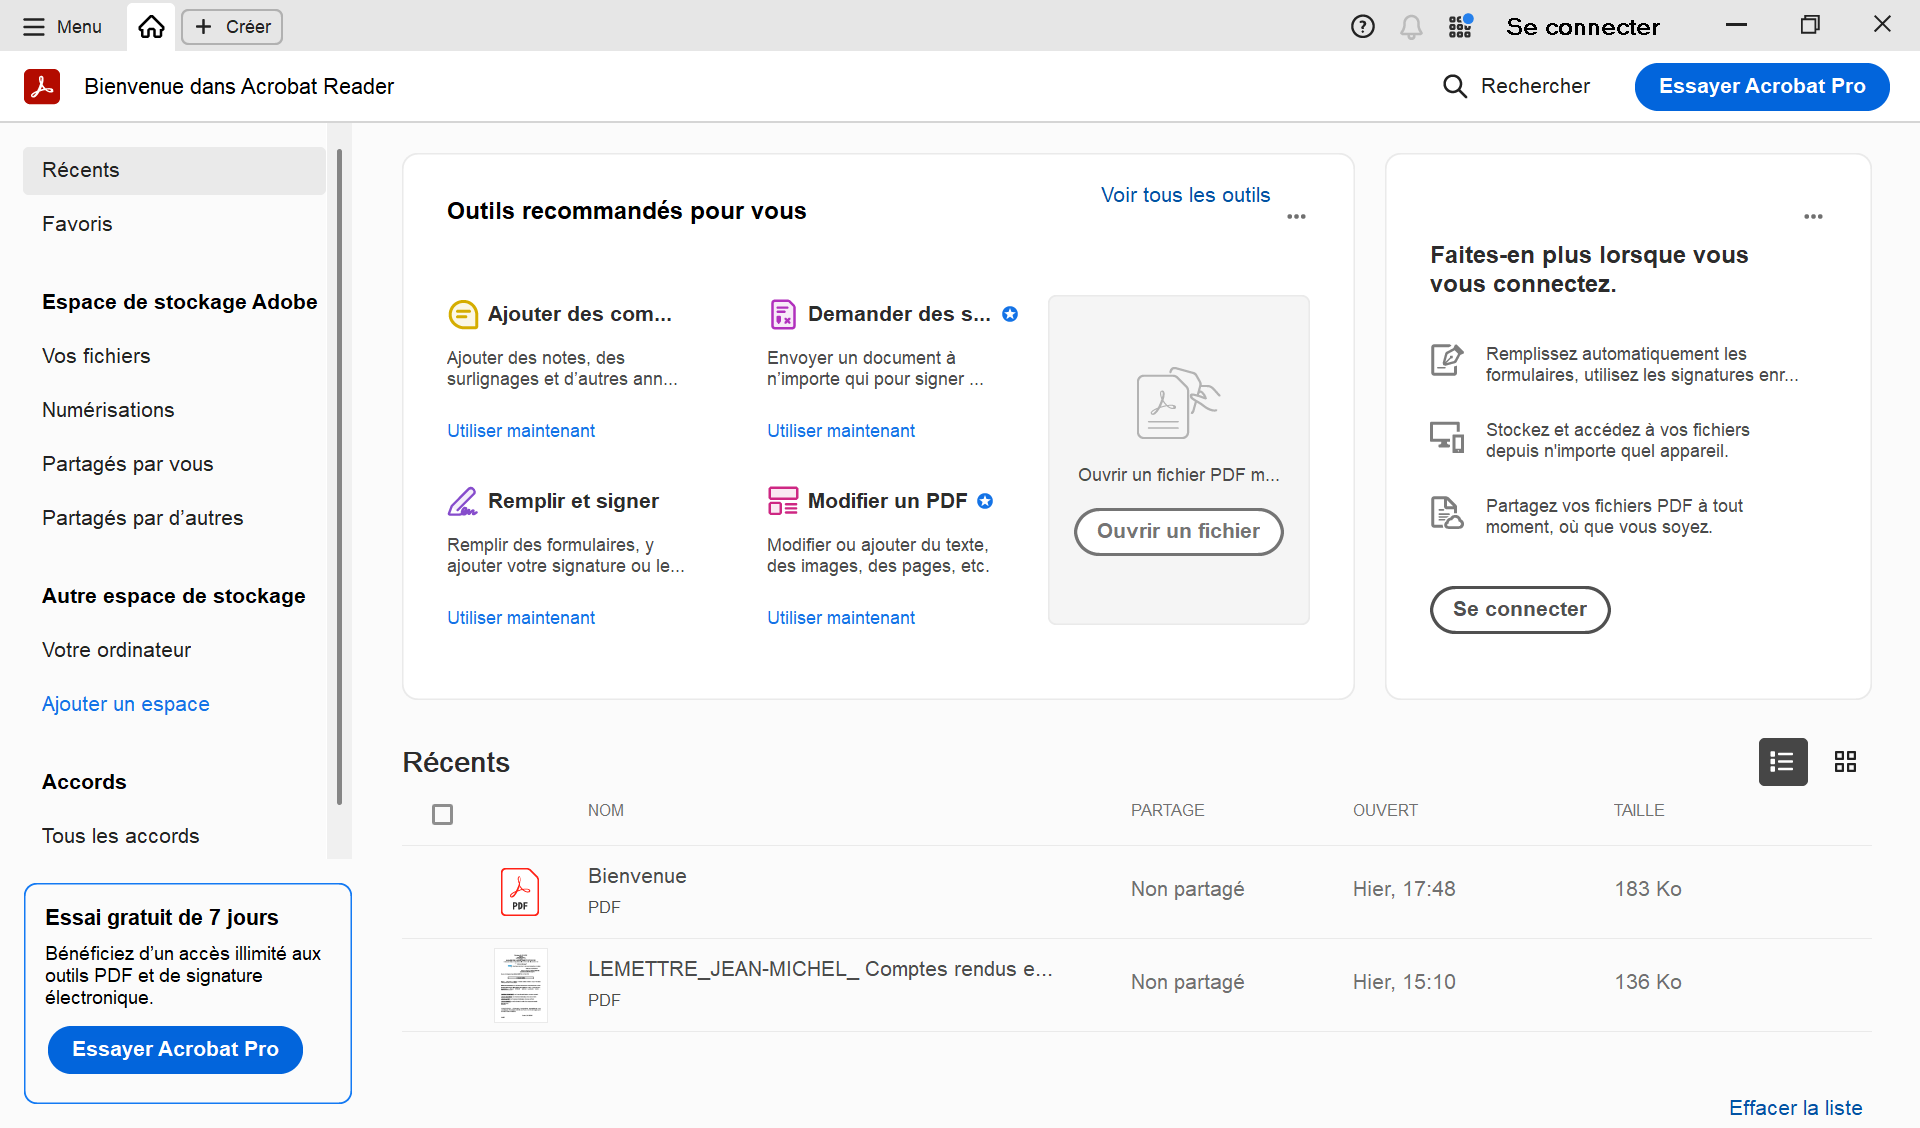 Menu
Créer
Se connecter
Bienvenue dans Acrobat Reader
Rechercher
Essayer Acrobat Pro
Récents
Favoris
Espace de stockage Adobe
Vos fichiers
Numérisations
Partagés par vous
Partagés par d’autres
Autre espace de stockage
Votre ordinateur
Ajouter un espace
Accords
Tous les accords
Essai gratuit de 7 jours
Bénéficiez d’un accès illimité aux
outils PDF et de signature
électronique.
Essayer Acrobat Pro
Outils recommandés pour vous
Voir tous les outils
Ajouter des com...
Ajouter des notes, des
surlignages et d’autres ann...
Utiliser maintenant
Demander des s...
Envoyer un document à
n’importe qui pour signer ...
Utiliser maintenant
Remplir et signer
Remplir des formulaires, y
ajouter votre signature ou le...
Utiliser maintenant
Modifier un PDF
Modifier ou ajouter du texte,
des images, des pages, etc.
Utiliser maintenant
Ouvrir un fichier PDF m...
Ouvrir un fichier
Faites-en plus lorsque vous
vous connectez.
Remplissez automatiquement les
formulaires, utilisez les signatures enr...
Stockez et accédez à vos fichiers
depuis n'importe quel appareil.
Partagez vos fichiers PDF à tout
moment, où que vous soyez.
Se connecter
Récents
NOM PARTAGE OUVERT TAILLE
PDF
Bienvenue Non partagé Hier, 17:48 183 Ko
PDF
LEMETTRE_JEAN-MICHEL_ Comptes rendus e... Non partagé Hier, 15:10 136 Ko
PDF
Effacer la liste